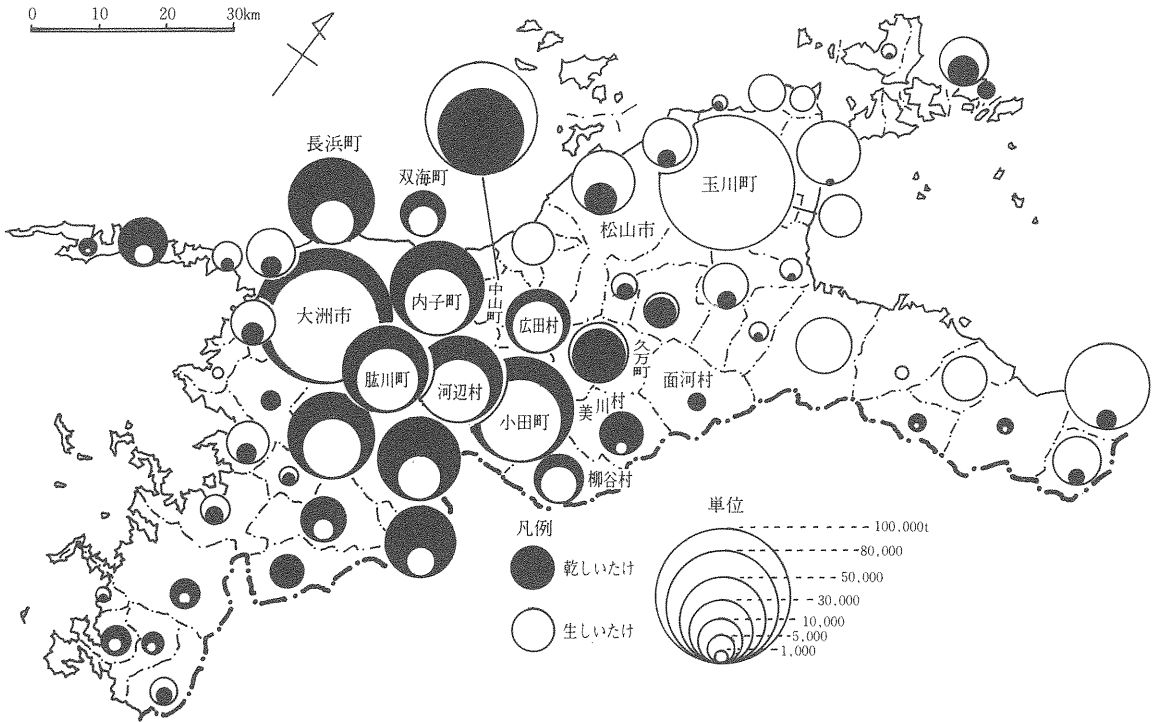 0 10 20 30km
長浜町
双海町
玉川町
松山市
大洲市
内子町
中山町
広田村
久万町
面河村
肱川町
河辺村
小田町
美川村
柳谷村
凡例
乾しいたけ
生しいたけ
単位
100,000t
80,000
50,000
30,000
10,000
5,000
1,000